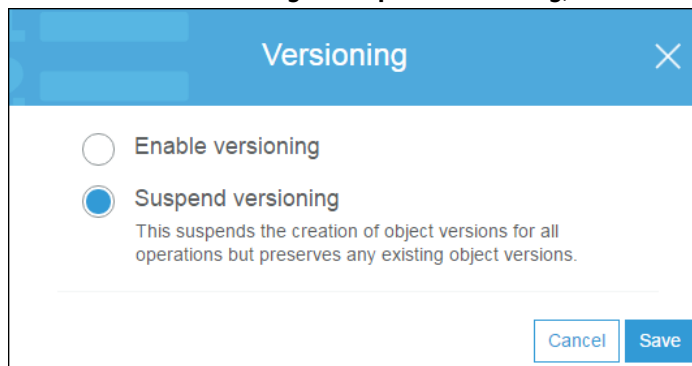 Versioning
Enable versioning
Suspend versioning
This suspends the creation of object versions for all
operations but preserves any existing object versions.
Cancel Save